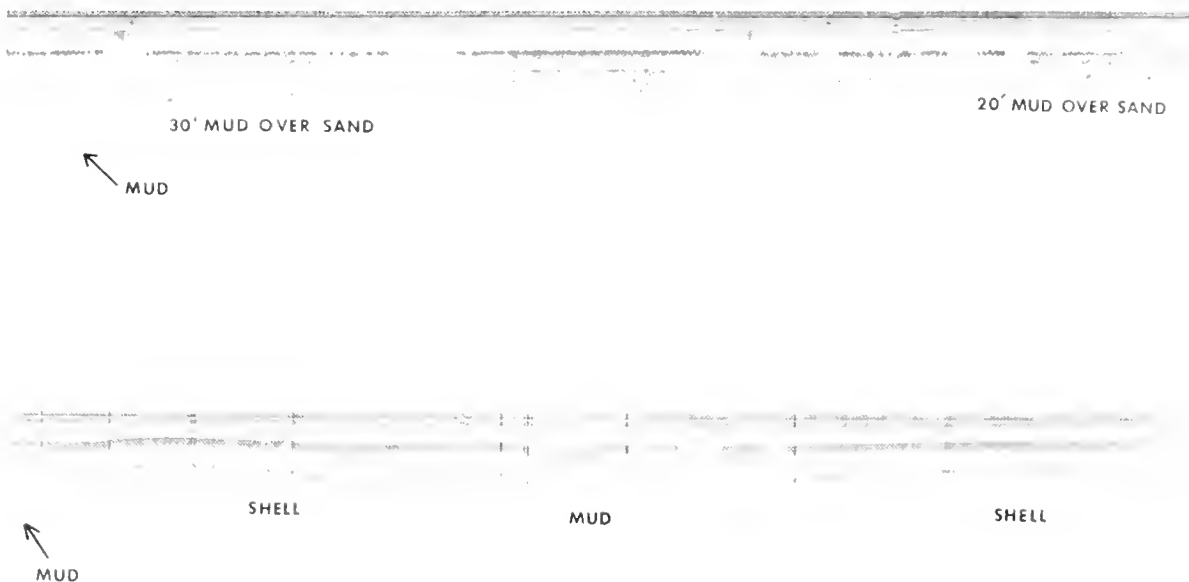 20' MUD OVER SAND
30' MUD OVER SAND
MUD
SHELL
MUD
SHELL
MUD